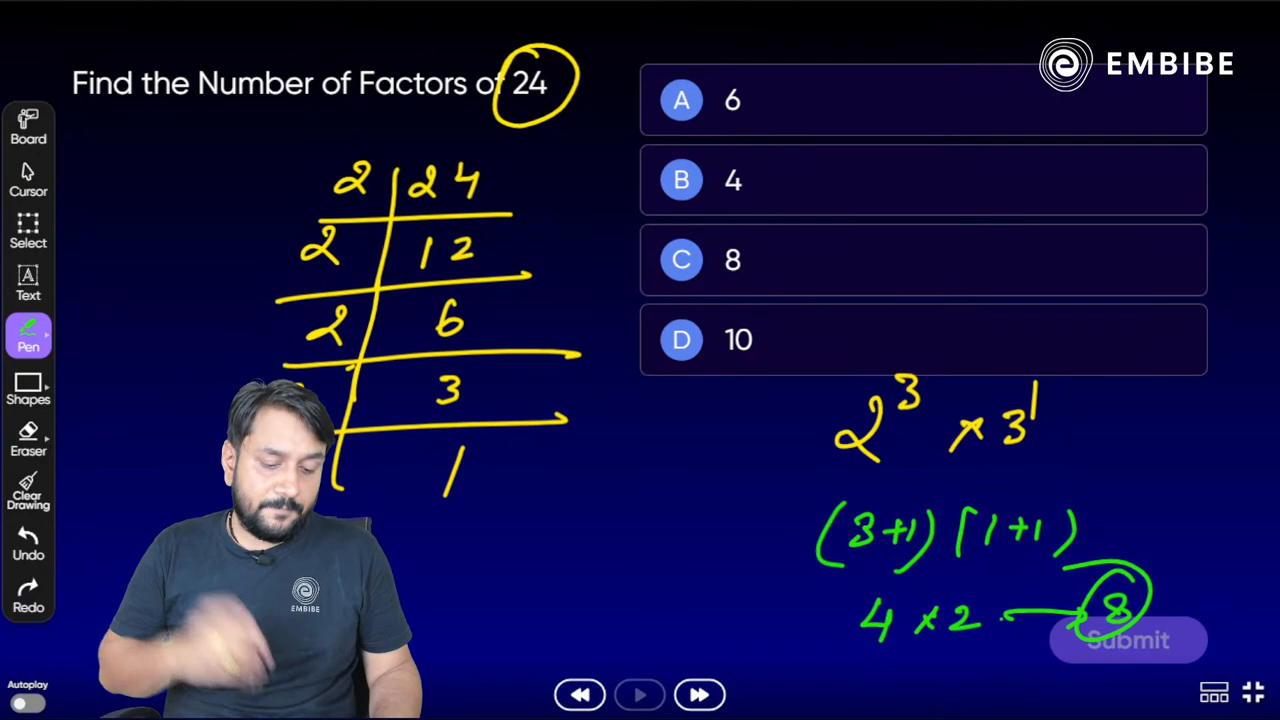 EMBIBE
Find the Number of Factors of 24
A 6
B 4
C 8
D 10
Board
Cursor
Select
A
Text
Pen
Shapes
Eraser
Clear
Drawing
Undo
Redo
Autoplay
2 | 24
2 | 12
2 | 6
3
1
2³ × 3¹
(3+1) (1+1)
4 × 2 → 8
Submit
EMBIBE